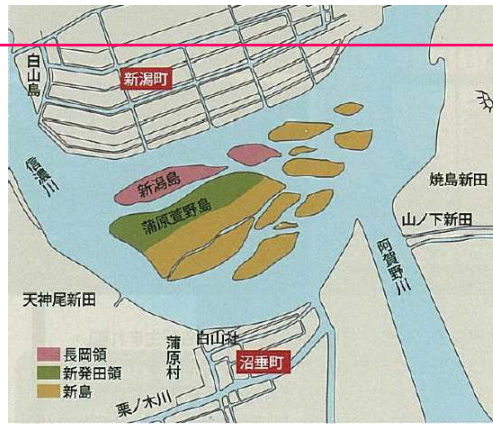 白山島
新潟町
信濃川
新潟島
蒲原萱野島
焼島新田
山ノ下新田
阿賀野川
天神尾新田
蒲原村
白山社
沼垂町
栗ノ木川
長岡領
新発田領
新島